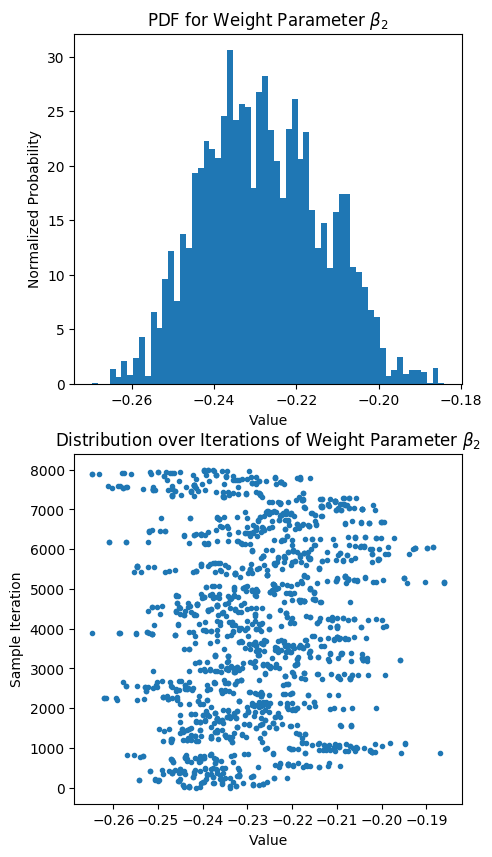 PDF for Weight Parameter β₂
30
25
20
15
10
5
0
Normalized Probability
−0.26 −0.24 −0.22 −0.20 −0.18
Value
Distribution over Iterations of Weight Parameter β₂
8000
7000
6000
5000
4000
3000
2000
1000
0
Sample Iteration
−0.26 −0.25 −0.24 −0.23 −0.22 −0.21 −0.20 −0.19
Value